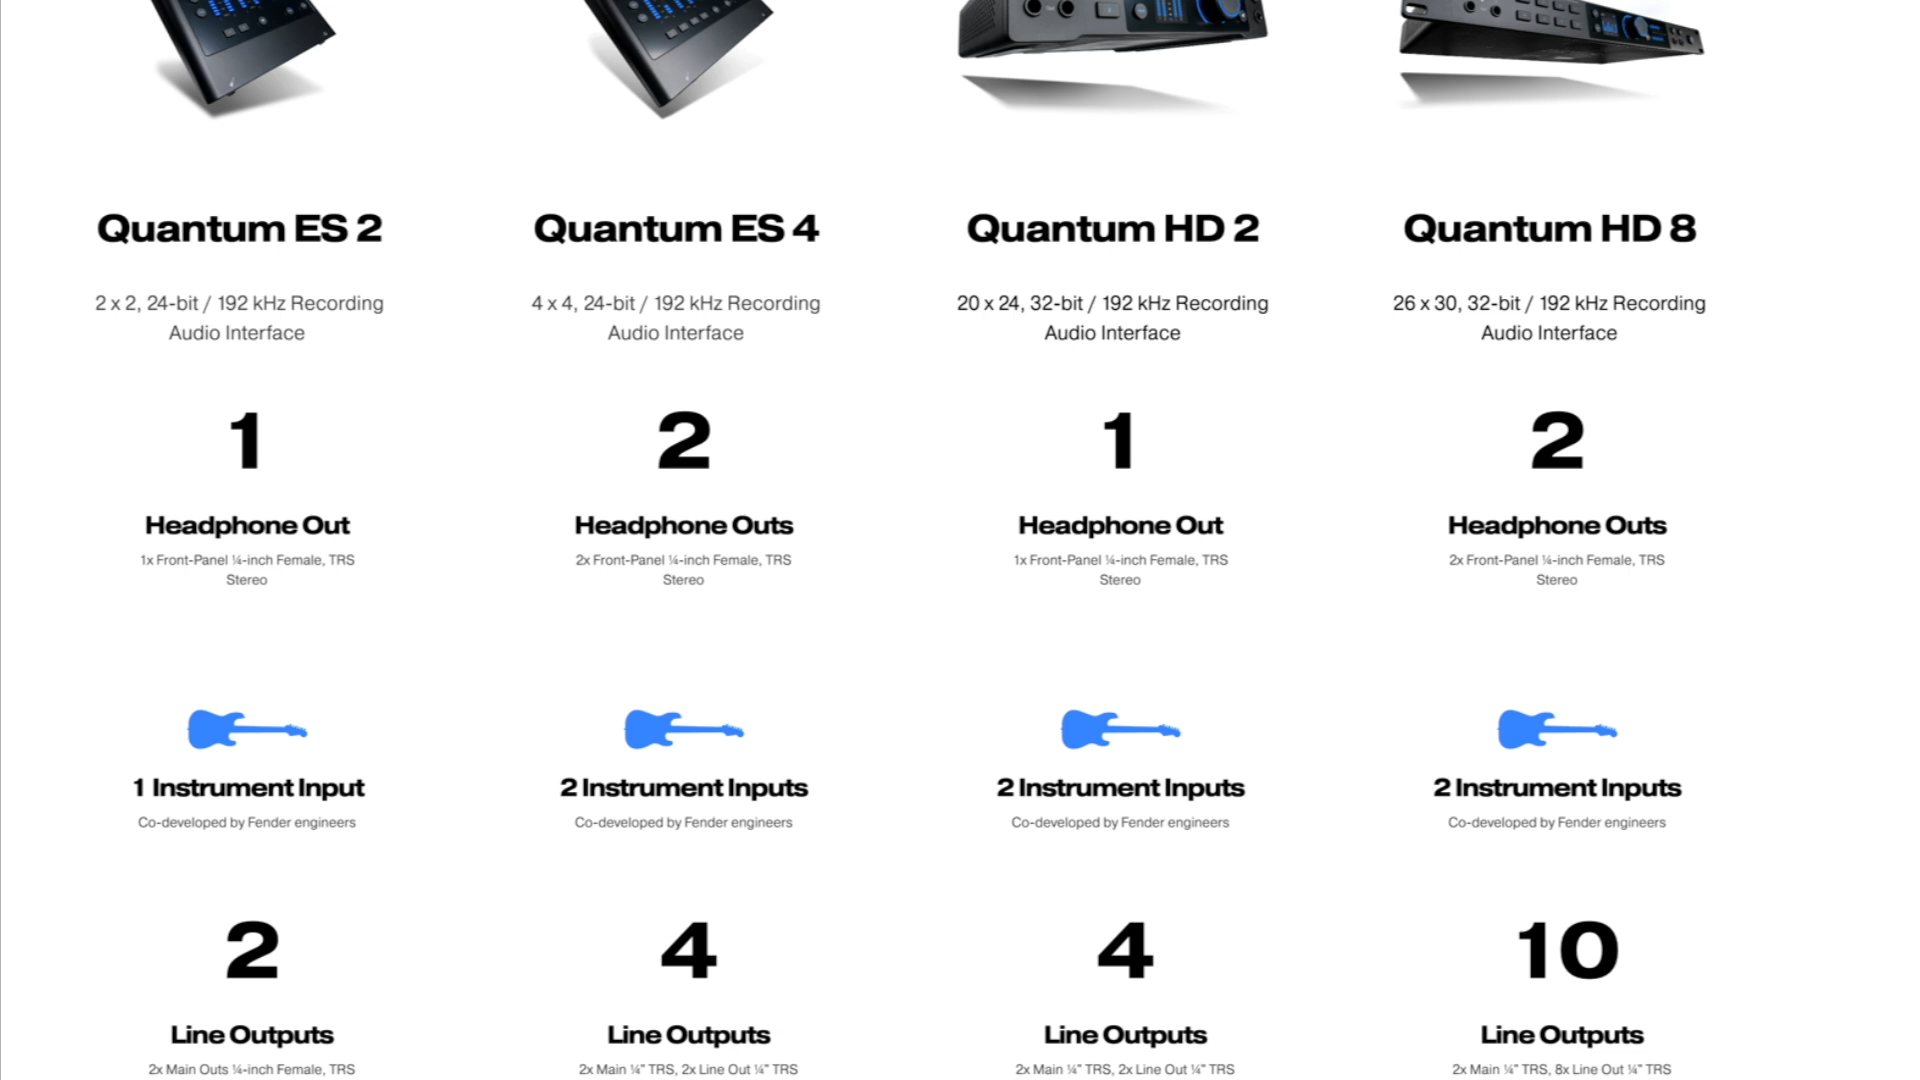 Quantum ES 2
Quantum ES 4
Quantum HD 2
Quantum HD 8
2 x 2, 24-bit / 192 kHz Recording
Audio Interface
4 x 4, 24-bit / 192 kHz Recording
Audio Interface
20 x 24, 32-bit / 192 kHz Recording
Audio Interface
26 x 30, 32-bit / 192 kHz Recording
Audio Interface
1
2
1
2
Headphone Out
Headphone Outs
Headphone Out
Headphone Outs
1x Front-Panel ¼-inch Female, TRS
Stereo
2x Front-Panel ¼-inch Female, TRS
Stereo
1x Front-Panel ¼-inch Female, TRS
Stereo
2x Front-Panel ¼-inch Female, TRS
Stereo
1 Instrument Input
2 Instrument Inputs
2 Instrument Inputs
2 Instrument Inputs
Co-developed by Fender engineers
Co-developed by Fender engineers
Co-developed by Fender engineers
Co-developed by Fender engineers
2
4
4
10
Line Outputs
Line Outputs
Line Outputs
Line Outputs
2x Main Outs ¼-inch Female, TRS
2x Main ¼" TRS, 2x Line Out ¼" TRS
2x Main ¼" TRS, 2x Line Out ¼" TRS
2x Main ¼" TRS, 8x Line Out ¼" TRS